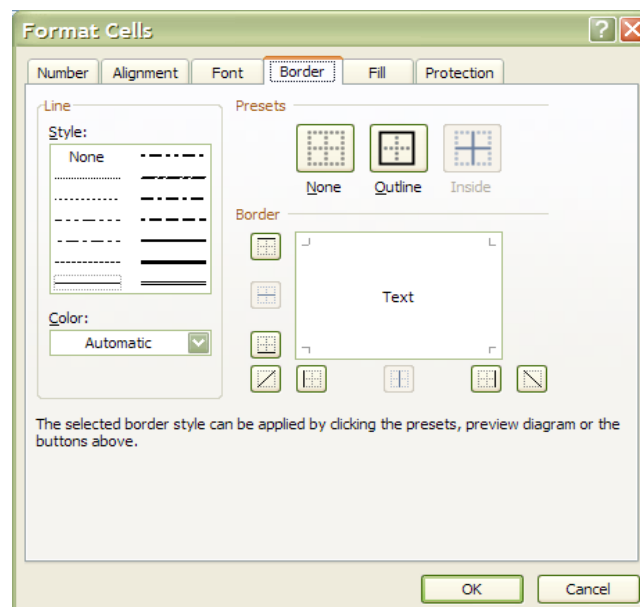 Format Cells
Number Alignment Font Border Fill Protection
Line
Style:
None
Color:
Automatic
Presets
None Outline Inside
Border
Text
The selected border style can be applied by clicking the presets, preview diagram or the
buttons above.
OK Cancel